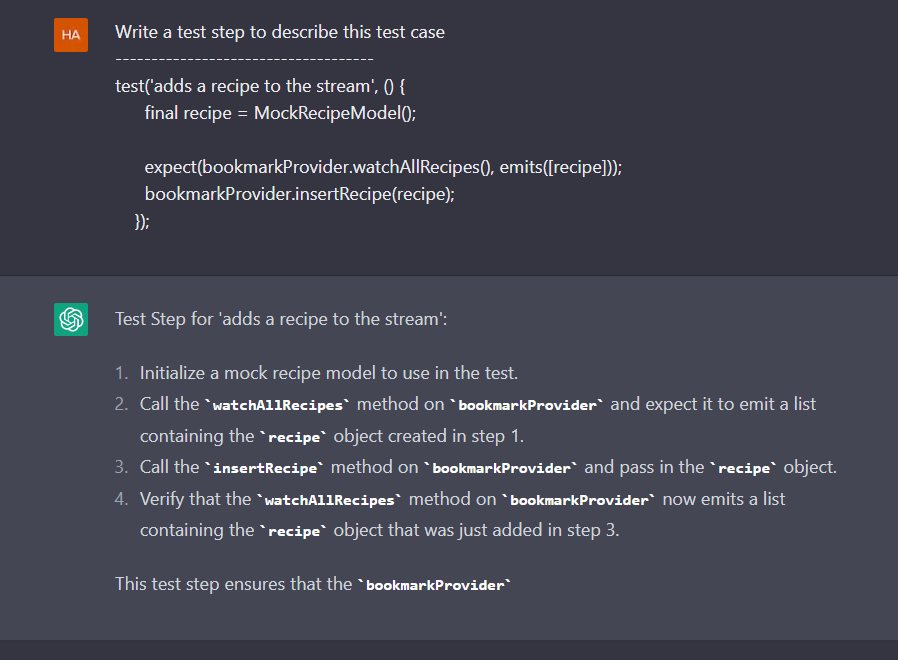 HA
Write a test step to describe this test case
------------------------------------
test('adds a recipe to the stream', () {
final recipe = MockRecipeModel();
expect(bookmarkProvider.watchAllRecipes(), emits([recipe]));
bookmarkProvider.insertRecipe(recipe);
});
Test Step for 'adds a recipe to the stream':
1. Initialize a mock recipe model to use in the test.
2. Call the `watchAllRecipes` method on `bookmarkProvider` and expect it to emit a list
containing the `recipe` object created in step 1.
3. Call the `insertRecipe` method on `bookmarkProvider` and pass in the `recipe` object.
4. Verify that the `watchAllRecipes` method on `bookmarkProvider` now emits a list
containing the `recipe` object that was just added in step 3.
This test step ensures that the `bookmarkProvider`